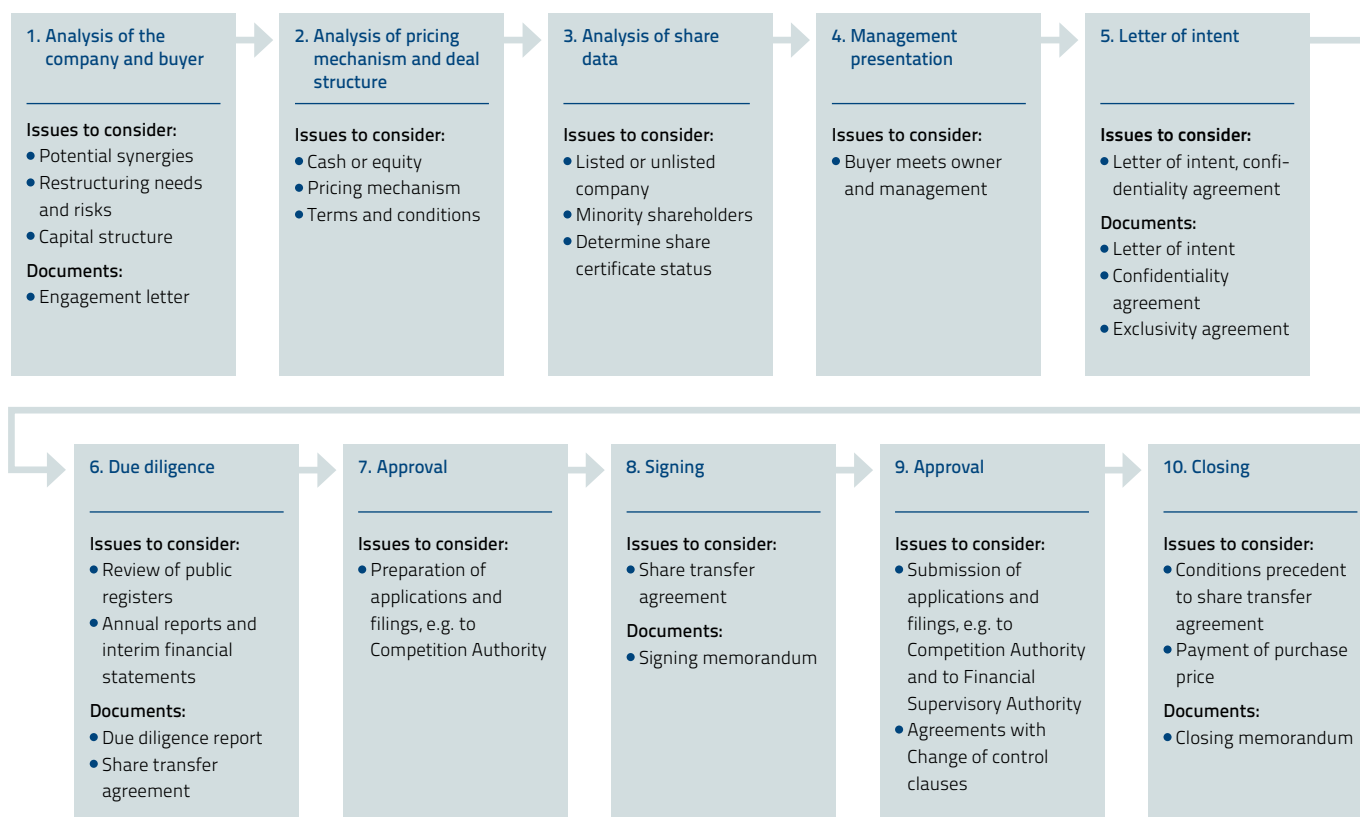 1. Analysis of the
company and buyer
Issues to consider:
• Potential synergies
• Restructuring needs
and risks
• Capital structure
Documents:
• Engagement letter
2. Analysis of pricing
mechanism and deal
structure
Issues to consider:
• Cash or equity
• Pricing mechanism
• Terms and conditions
3. Analysis of share
data
Issues to consider:
• Listed or unlisted
company
• Minority shareholders
• Determine share
certificate status
4. Management
presentation
Issues to consider:
• Buyer meets owner
and management
5. Letter of intent
Issues to consider:
• Letter of intent, confi-
dentiality agreement
Documents:
• Letter of intent
• Confidentiality
agreement
• Exclusivity agreement
6. Due diligence
Issues to consider:
• Review of public
registers
• Annual reports and
interim financial
statements
Documents:
• Due diligence report
• Share transfer
agreement
7. Approval
Issues to consider:
• Preparation of
applications and
filings, e.g. to
Competition Authority
8. Signing
Issues to consider:
• Share transfer
agreement
Documents:
• Signing memorandum
9. Approval
Issues to consider:
• Submission of
applications and
filings, e.g. to
Competition Authority
and to Financial
Supervisory Authority
• Agreements with
Change of control
clauses
10. Closing
Issues to consider:
• Conditions precedent
to share transfer
agreement
• Payment of purchase
price
Documents:
• Closing memorandum